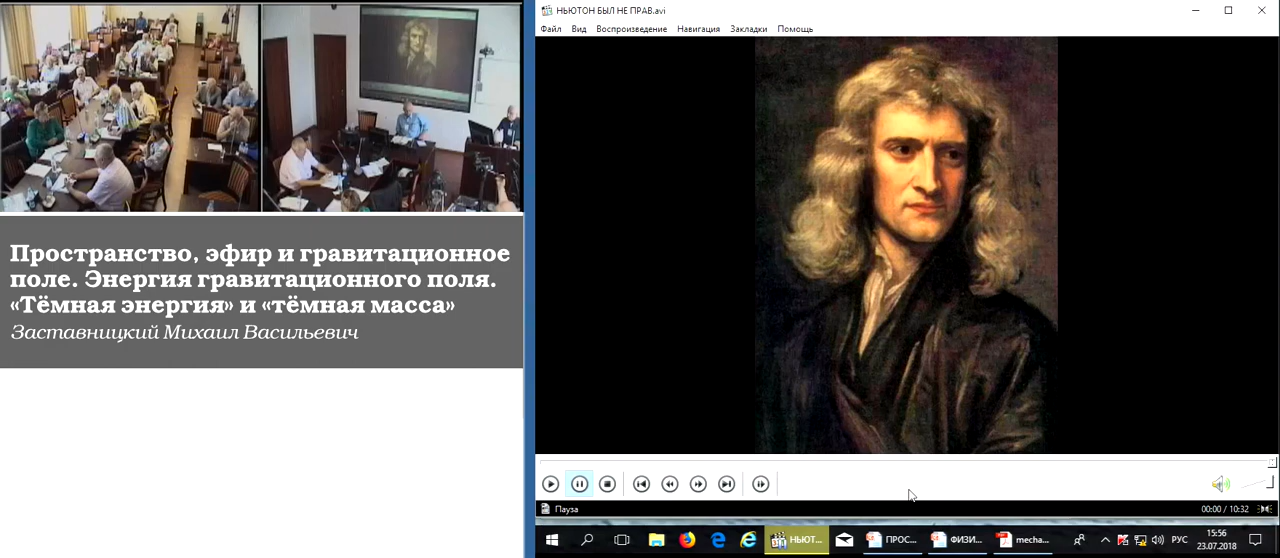 Пространство, эфир и гравитационное
поле. Энергия гравитационного поля.
«Тёмная энергия» и «тёмная масса»
Заставницкий Михаил Васильевич
НЬЮТОН БЫЛ НЕ ПРАВ.avi
Файл Вид Воспроизведение Навигация Закладки Помощь
Пауза
00:00 / 10:32
НЬЮТ...
ПРОС...
ФИЗИ...
mecha...
РУС
15:56
23.07.2018